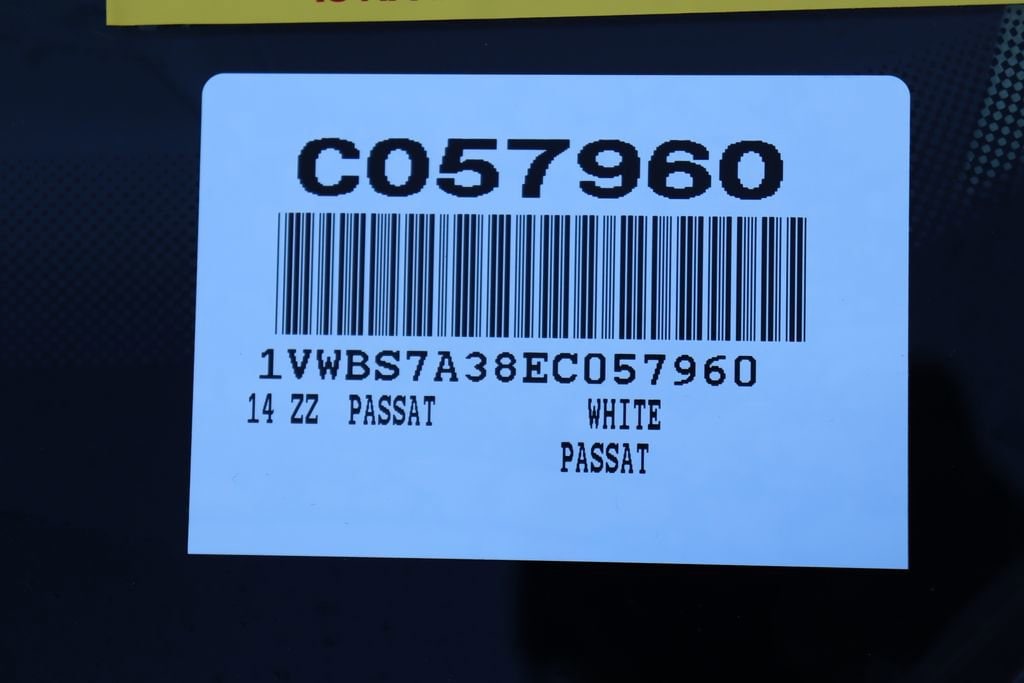 C057960
1VWBS7A38EC057960
14 ZZ PASSAT WHITE
PASSAT